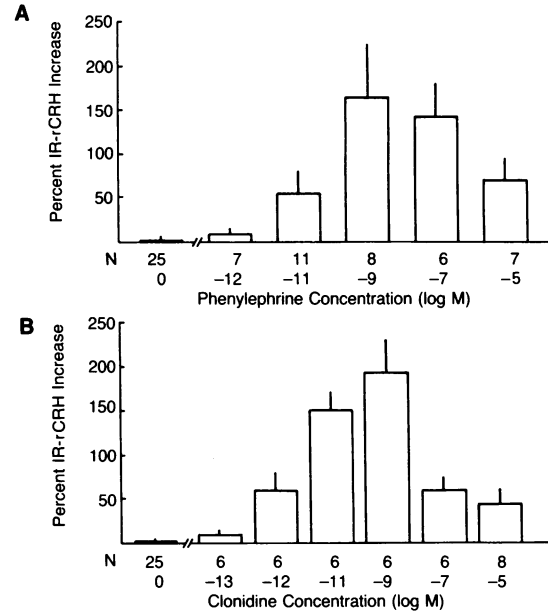 A
Percent IR-rCRH Increase
250
200
150
100
50
N 25 7 11 8 6 7
0 −12 −11 −9 −7 −5
Phenylephrine Concentration (log M)
B
Percent IR-rCRH Increase
250
200
150
100
50
N 25 6 6 6 6 6 8
0 −13 −12 −11 −9 −7 −5
Clonidine Concentration (log M)